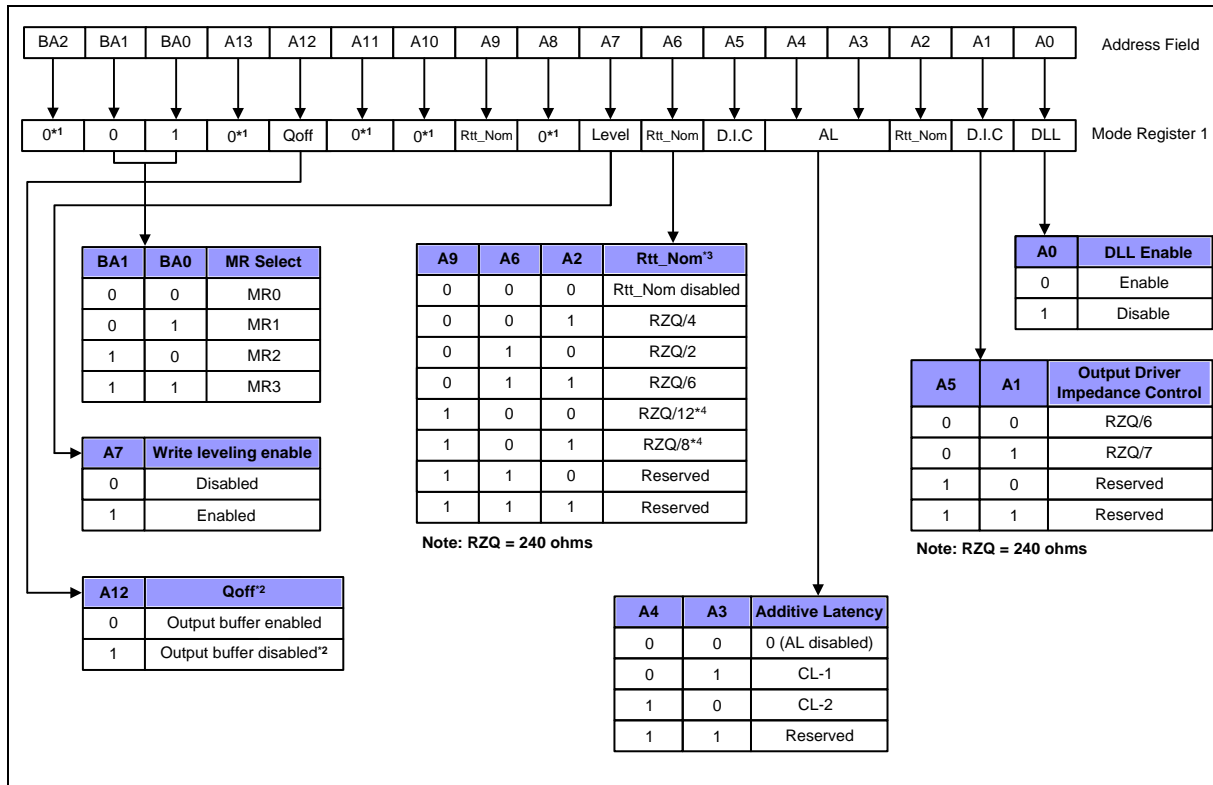 BA2 BA1 BA0 A13 A12 A11 A10 A9 A8 A7 A6 A5 A4 A3 A2 A1 A0 Address Field
0*1 0 1 0*1 Qoff 0*1 0*1 Rtt_Nom 0*1 Level Rtt_Nom D.I.C AL Rtt_Nom D.I.C DLL Mode Register 1
BA1 BA0 MR Select
0 0 MR0
0 1 MR1
1 0 MR2
1 1 MR3
A9 A6 A2 Rtt_Nom*3
0 0 0 Rtt_Nom disabled
0 0 1 RZQ/4
0 1 0 RZQ/2
0 1 1 RZQ/6
1 0 0 RZQ/12*4
1 0 1 RZQ/8*4
1 1 0 Reserved
1 1 1 Reserved
Note: RZQ = 240 ohms
A0 DLL Enable
0 Enable
1 Disable
A5 A1 Output Driver
Impedance Control
0 0 RZQ/6
0 1 RZQ/7
1 0 Reserved
1 1 Reserved
Note: RZQ = 240 ohms
A7 Write leveling enable
0 Disabled
1 Enabled
A12 Qoff*2
0 Output buffer enabled
1 Output buffer disabled*2
A4 A3 Additive Latency
0 0 0 (AL disabled)
0 1 CL-1
1 0 CL-2
1 1 Reserved